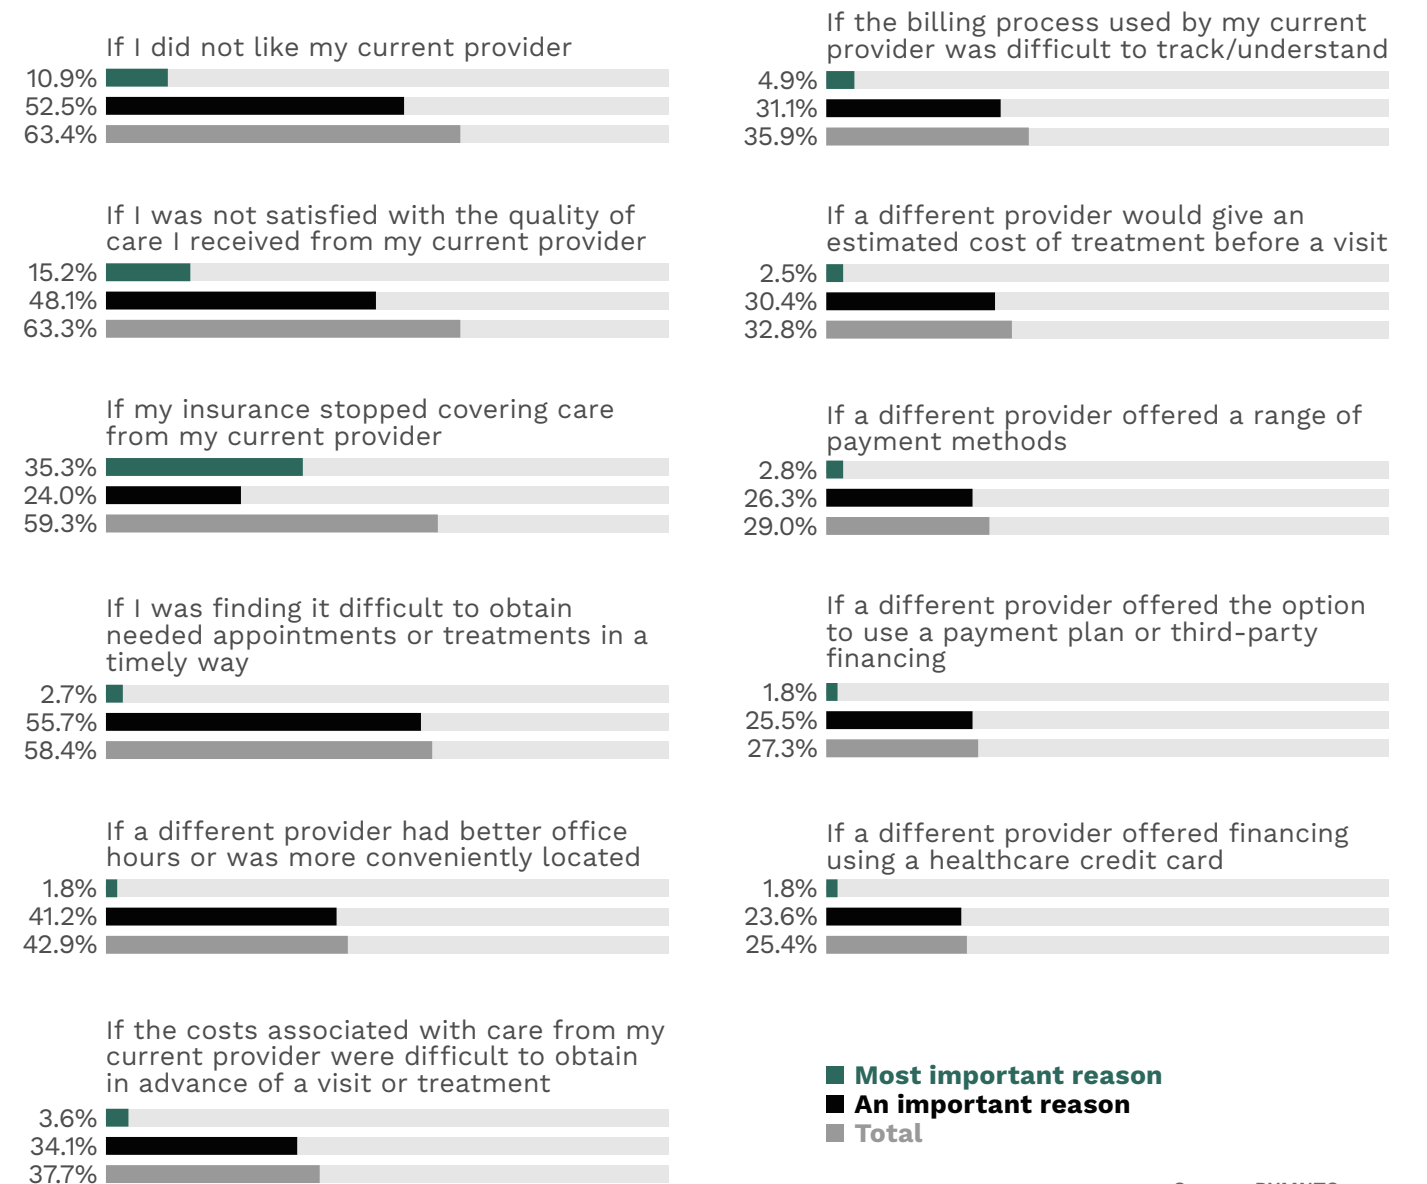 If I did not like my current provider
10.9%
52.5%
63.4%
If I was not satisfied with the quality of
care I received from my current provider
15.2%
48.1%
63.3%
If my insurance stopped covering care
from my current provider
35.3%
24.0%
59.3%
If I was finding it difficult to obtain
needed appointments or treatments in a
timely way
2.7%
55.7%
58.4%
If a different provider had better office
hours or was more conveniently located
1.8%
41.2%
42.9%
If the costs associated with care from my
current provider were difficult to obtain
in advance of a visit or treatment
3.6%
34.1%
37.7%
If the billing process used by my current
provider was difficult to track/understand
4.9%
31.1%
35.9%
If a different provider would give an
estimated cost of treatment before a visit
2.5%
30.4%
32.8%
If a different provider offered a range of
payment methods
2.8%
26.3%
29.0%
If a different provider offered the option
to use a payment plan or third-party
financing
1.8%
25.5%
27.3%
If a different provider offered financing
using a healthcare credit card
1.8%
23.6%
25.4%
Most important reason
An important reason
Total